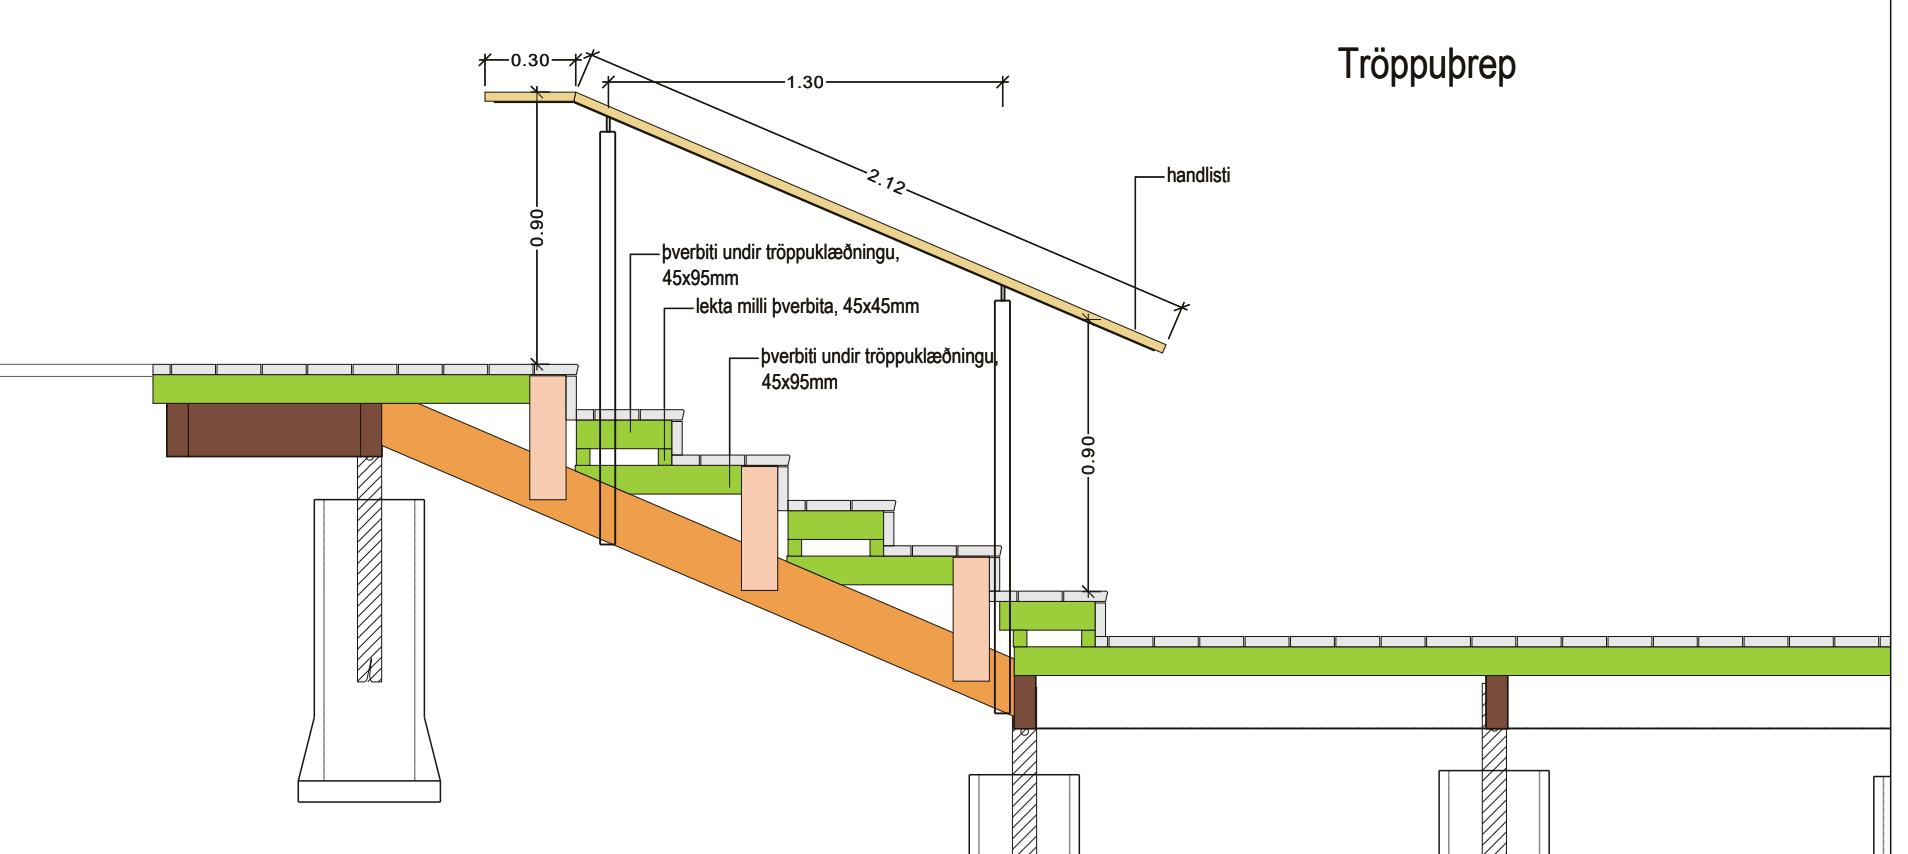 Tröppuþrep
0.30
1.30
2.12
handlisti
0.90
þverbiti undir tröppuklæðningu,
45x95mm
lekta milli þverbita, 45x45mm
þverbiti undir tröppuklæðningu,
45x95mm
0.90